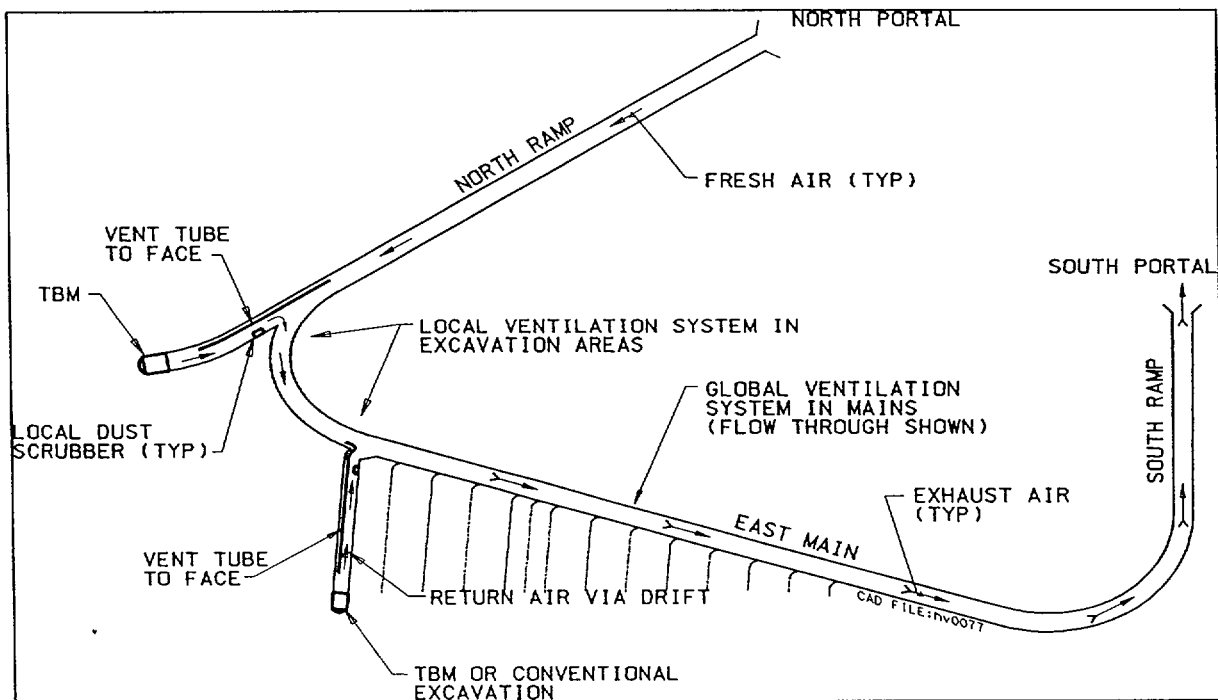 NORTH PORTAL
NORTH RAMP
FRESH AIR (TYP)
VENT TUBE
TO FACE
TBM
SOUTH PORTAL
LOCAL VENTILATION SYSTEM IN
EXCAVATION AREAS
GLOBAL VENTILATION
SYSTEM IN MAINS
(FLOW THROUGH SHOWN)
LOCAL DUST
SCRUBBER (TYP)
SOUTH RAMP
EXHAUST AIR
(TYP)
EAST MAIN
VENT TUBE
TO FACE
RETURN AIR VIA DRIFT
CAD FILE:nv0077
TBM OR CONVENTIONAL
EXCAVATION